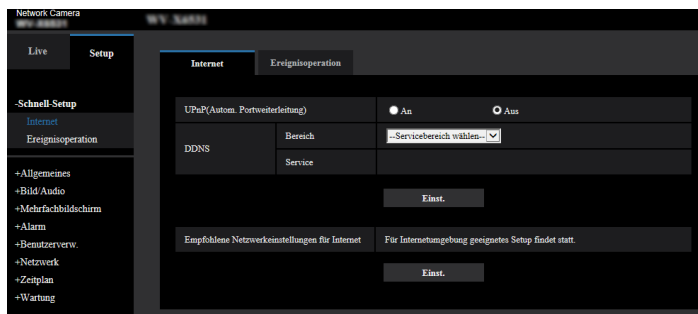 Network Camera
Live
Setup
-Schnell-Setup
Internet
Ereignisoperation
+Allgemeines
+Bild/Audio
+Mehrfachbildschirm
+Alarm
+Benutzerverw.
+Netzwerk
+Zeitplan
+Wartung
Internet
Ereignisoperation
UPnP(Autom. Portweiterleitung)
An
Aus
DDNS
Bereich
--Servicebereich wählen--
Service
Einst.
Empfohlene Netzwerkeinstellungen für Internet
Für Internetumgebung geeignetes Setup findet statt.
Einst.